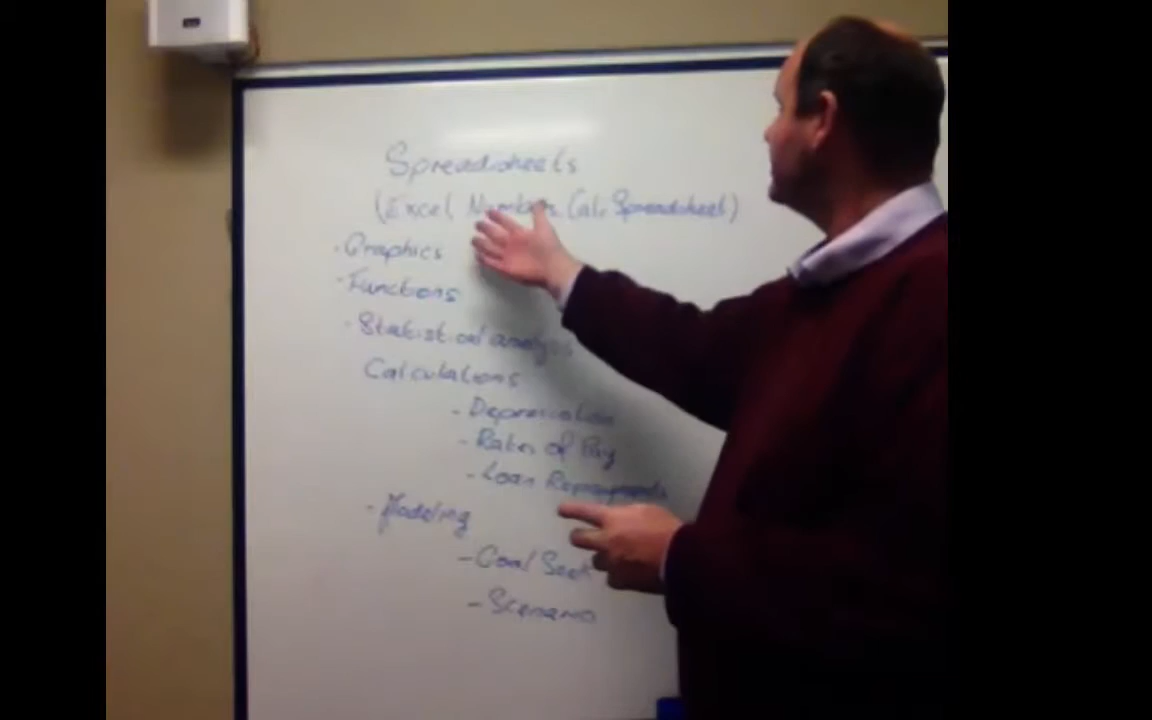 Spreadsheets
(Excel Numbers Calc Spreadsheet)
- Graphics
- Functions
- Statistical analysis
Calculations
- Depreciation
- Rates of Pay
- Loan Repayments
- Modeling
- Goal Seek
- Scenario